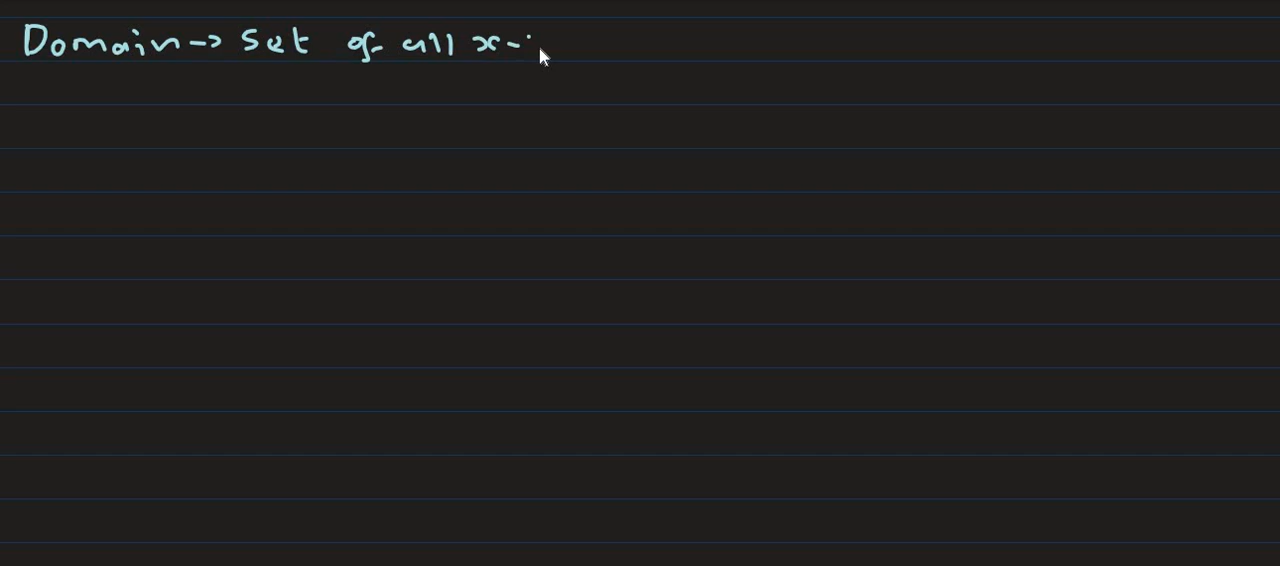 Domain -> Set of all x-